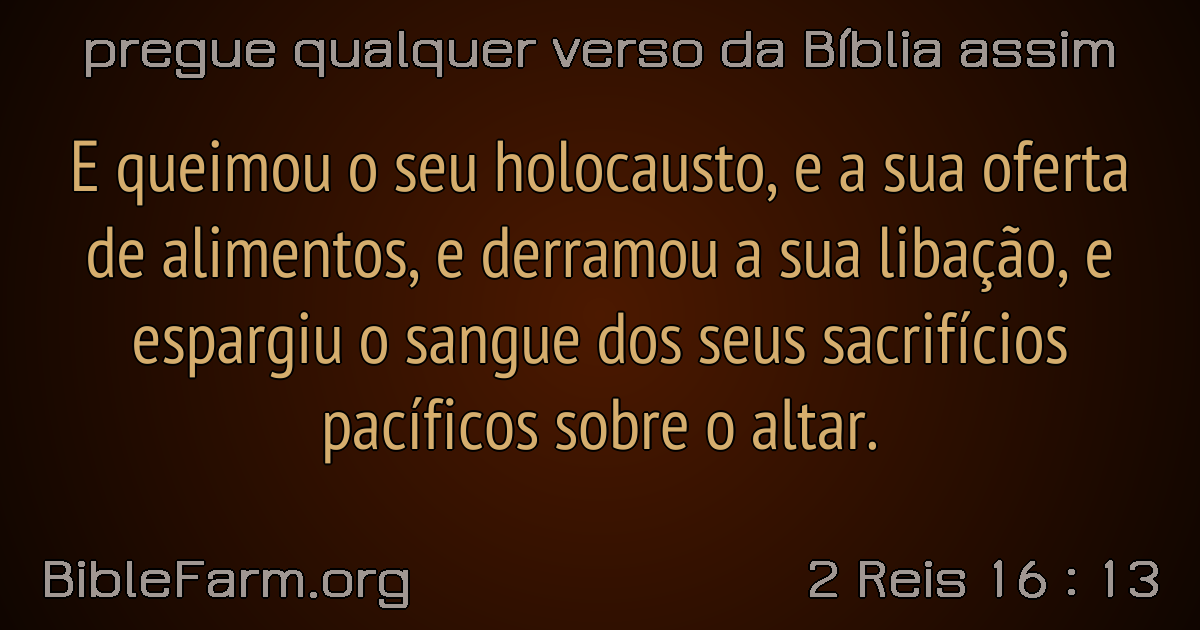 pregue qualquer verso da Bíblia assim
E queimou o seu holocausto, e a sua oferta
de alimentos, e derramou a sua libação, e
espargiu o sangue dos seus sacrifícios
pacíficos sobre o altar.
BibleFarm.org
2 Reis 16 : 13